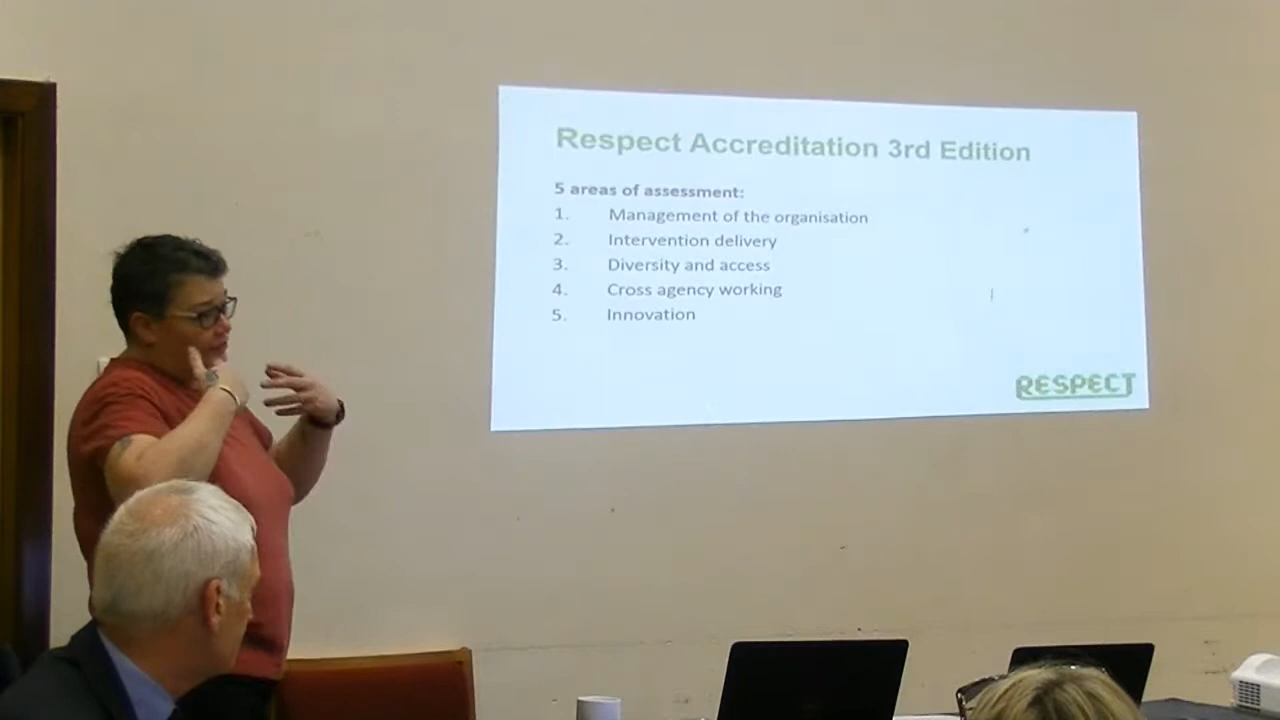 Respect Accreditation 3rd Edition
5 areas of assessment:
1. Management of the organisation
2. Intervention delivery
3. Diversity and access
4. Cross agency working
5. Innovation
RESPECT